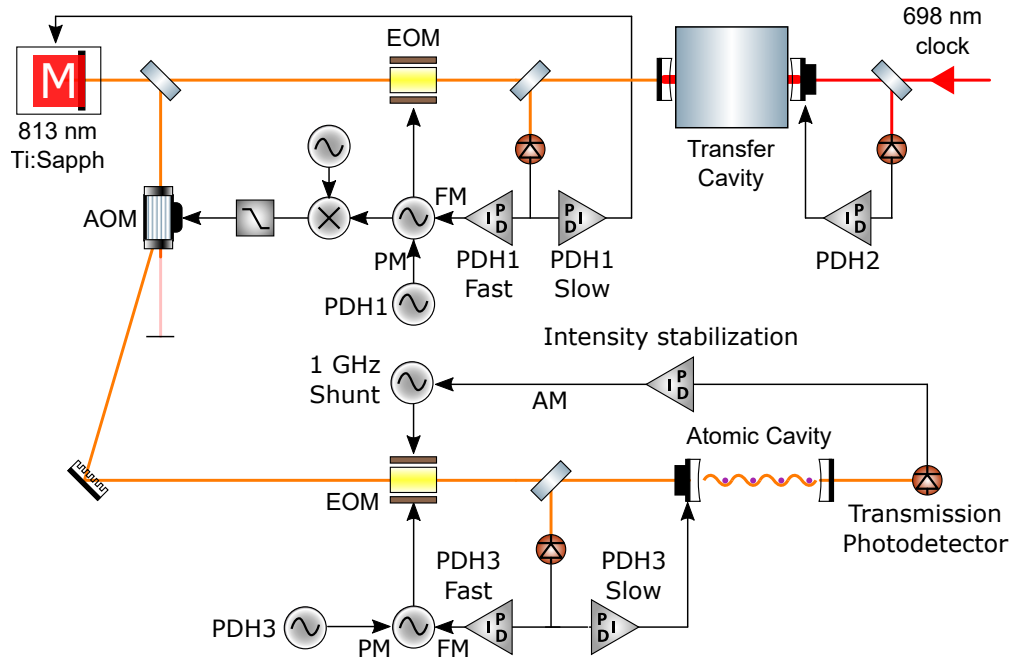 698 nm
clock
EOM
M
813 nm
Ti:Sapph
Transfer
Cavity
AOM
FM
P
I
D
P
I
D
P
I
D
PM
PDH1
Fast
PDH1
Slow
PDH2
PDH1
Intensity stabilization
1 GHz
Shunt
P
I
D
AM
Atomic Cavity
EOM
Transmission
Photodetector
PDH3
Fast
PDH3
Slow
PDH3
PM
FM
P
I
D
P
I
D